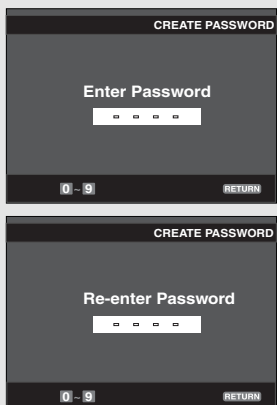 CREATE PASSWORD
Enter Password
- - - -
0 ~ 9 RETURN
CREATE PASSWORD
Re-enter Password
- - - -
0 ~ 9 RETURN